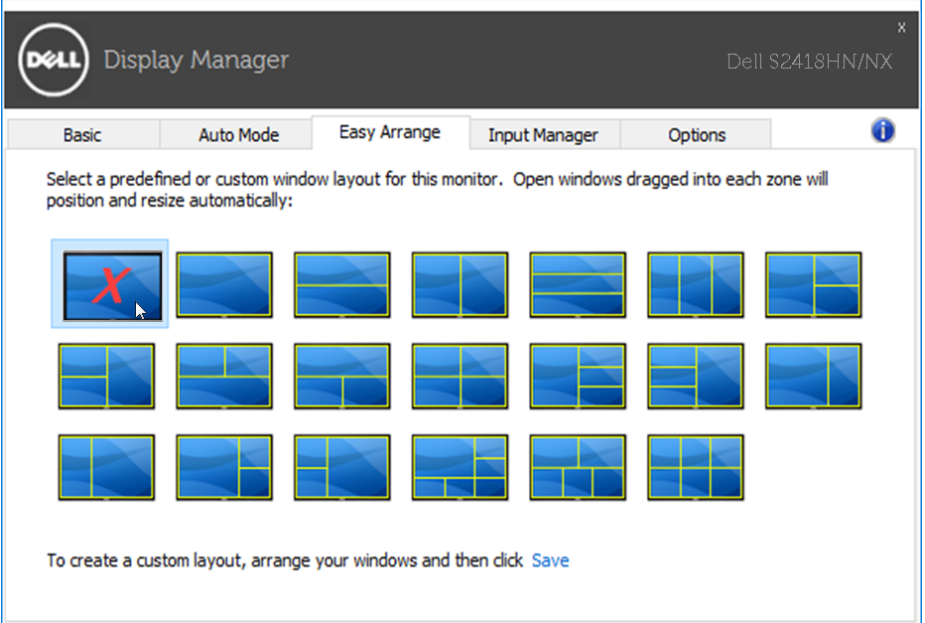 x
DELL
Display Manager
Dell S2418HN/NX
Basic
Auto Mode
Easy Arrange
Input Manager
Options
i
Select a predefined or custom window layout for this monitor. Open windows dragged into each zone will
position and resize automatically:
X
To create a custom layout, arrange your windows and then click Save